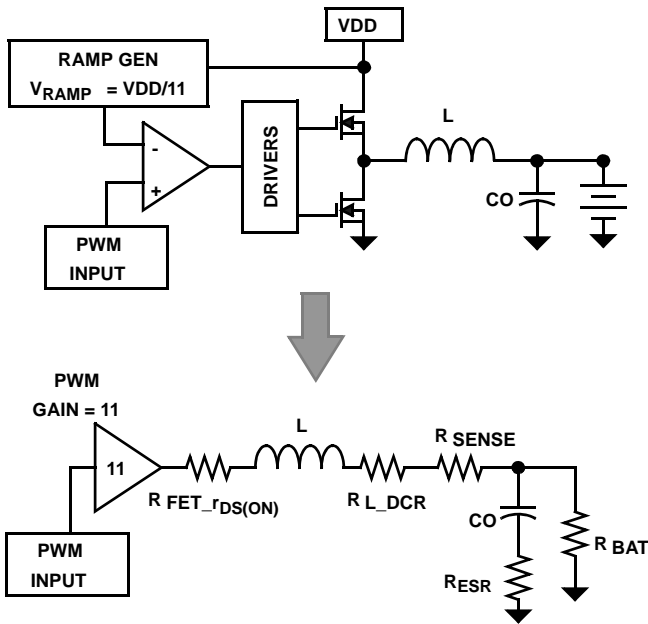 VDD
RAMP GEN
VRAMP = VDD/11
-
+
DRIVERS
L
CO
PWM
INPUT
PWM
GAIN = 11
11
L
R SENSE
R FET_rDS(ON)
R L_DCR
CO
R BAT
PWM
INPUT
RESR